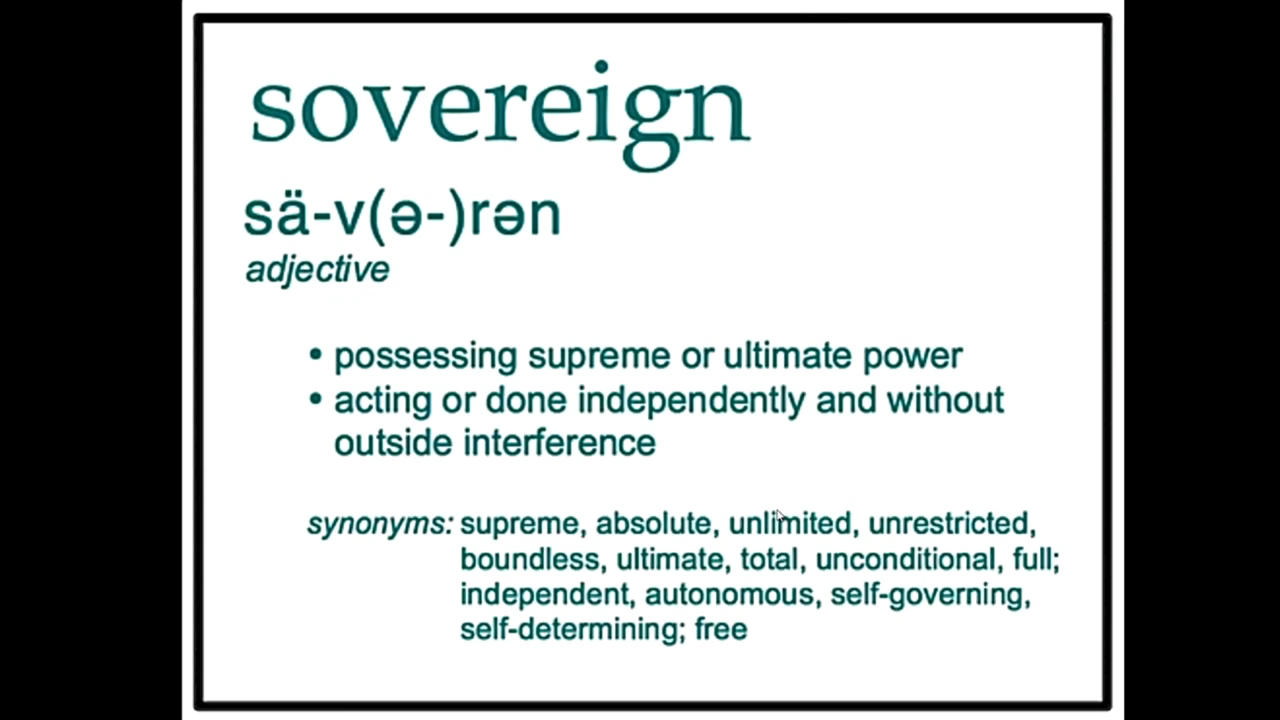 sovereign
sä-v(ə-)rən
adjective
• possessing supreme or ultimate power
• acting or done independently and without
outside interference
synonyms: supreme, absolute, unlimited, unrestricted,
boundless, ultimate, total, unconditional, full;
independent, autonomous, self-governing,
self-determining; free